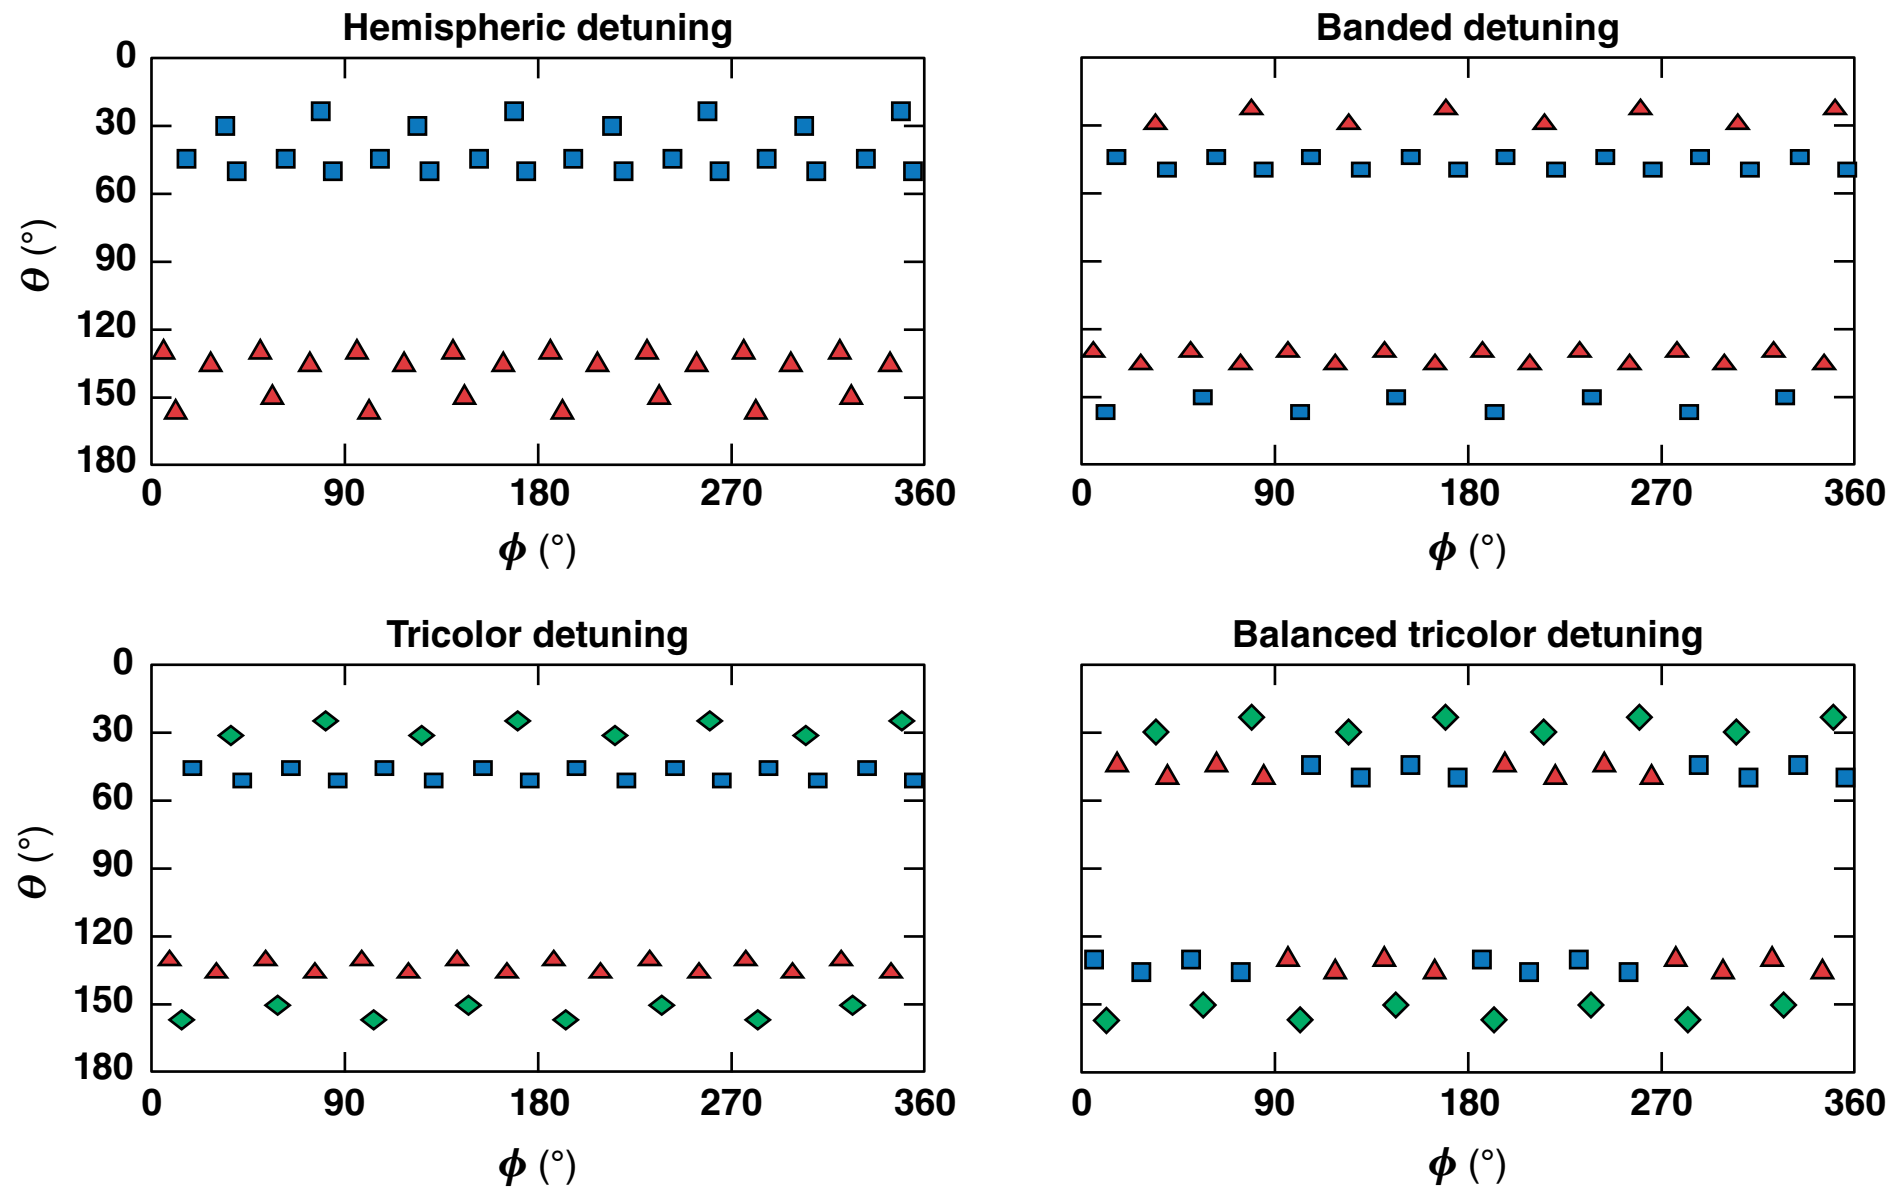 Hemispheric detuning
0
30
60
90
120
150
180
θ (°)
0 90 180 270 360
ϕ (°)
Banded detuning
0 90 180 270 360
ϕ (°)
Tricolor detuning
0
30
60
90
120
150
180
θ (°)
0 90 180 270 360
ϕ (°)
Balanced tricolor detuning
0 90 180 270 360
ϕ (°)